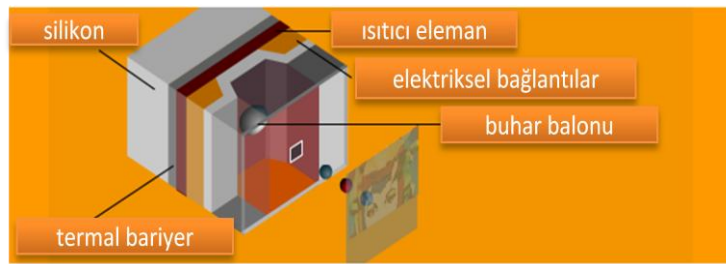 silikon
ısıtıcı eleman
elektriksel bağlantılar
buhar balonu
termal bariyer